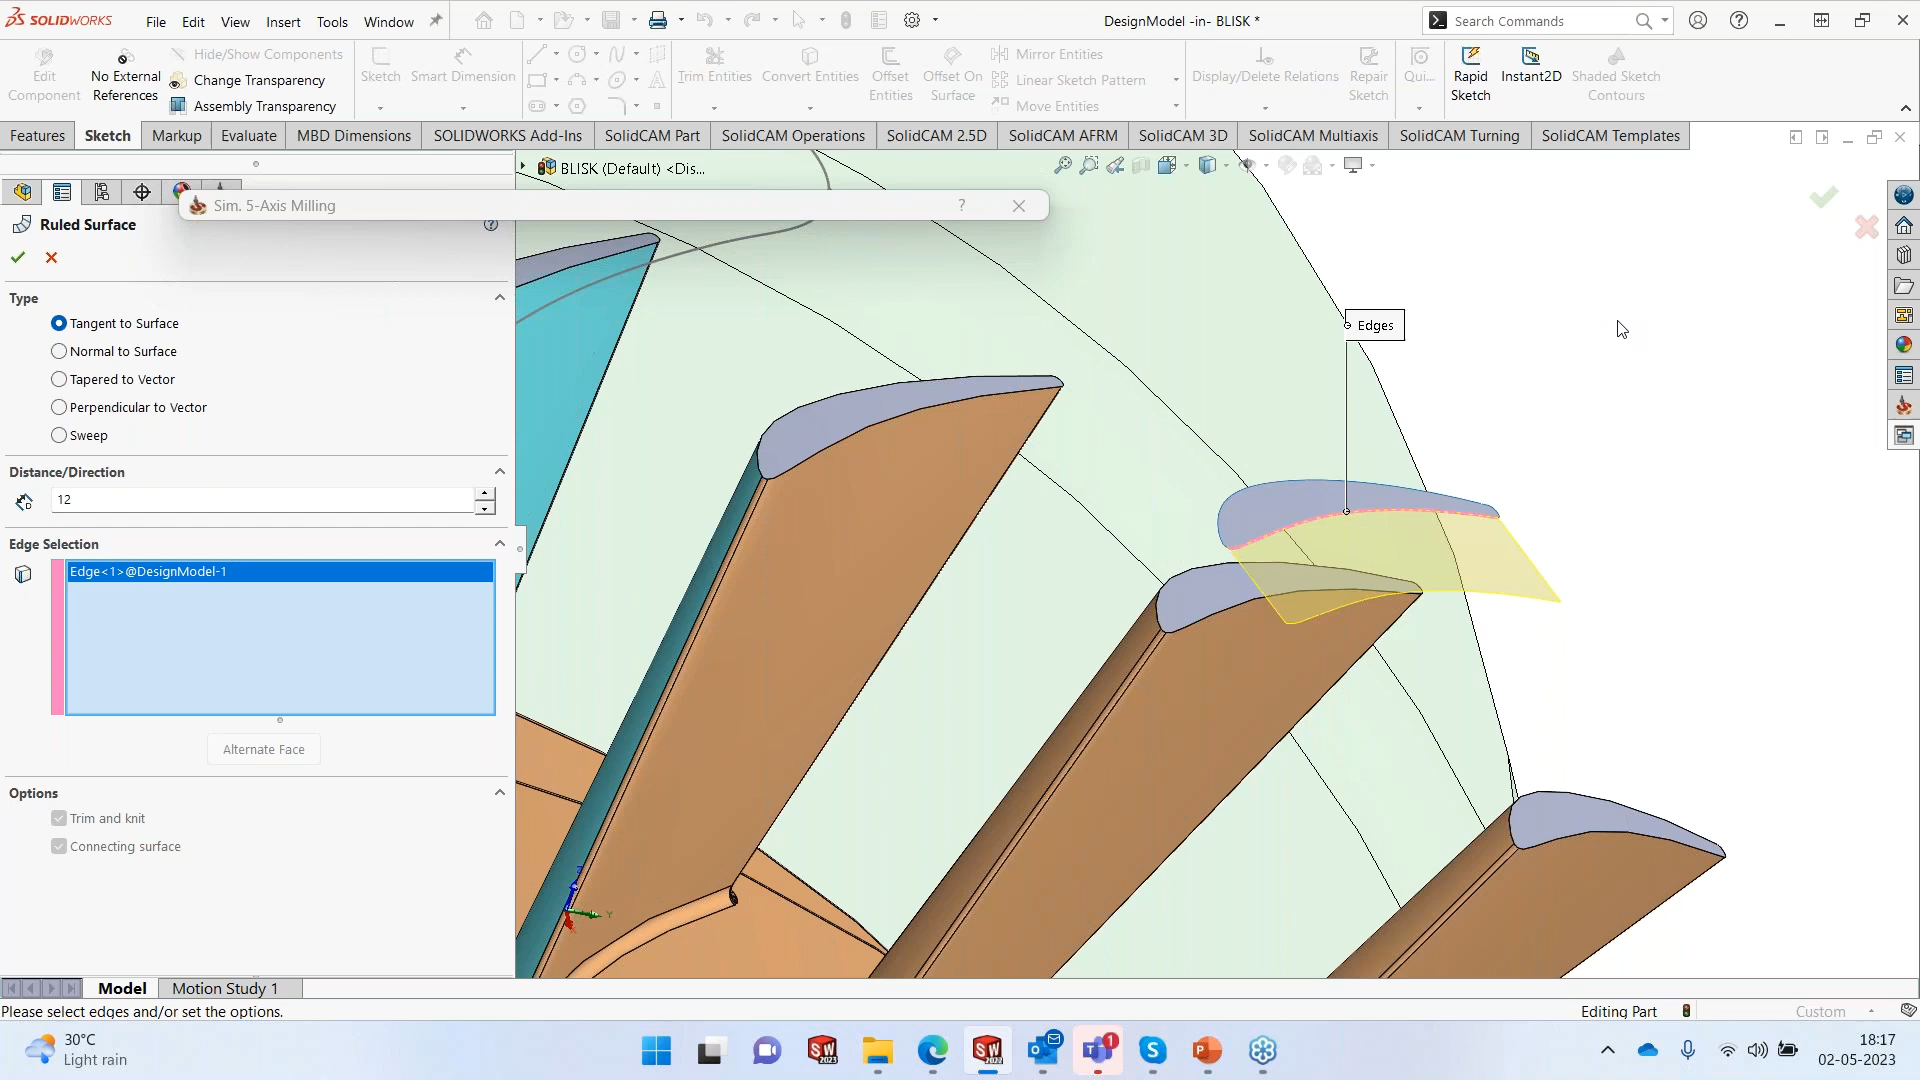 SOLIDWORKS
File
Edit
View
Insert
Tools
Window
DesignModel -in- BLISK *
Search Commands
Edit
Component
No External
References
Hide/Show Components
Change Transparency
Assembly Transparency
Sketch
Smart Dimension
Trim Entities
Convert Entities
Offset
Entities
Offset On
Surface
Mirror Entities
Linear Sketch Pattern
Move Entities
Display/Delete Relations
Repair
Sketch
Qui...
Rapid
Sketch
Instant2D
Shaded Sketch
Contours
Features
Sketch
Markup
Evaluate
MBD Dimensions
SOLIDWORKS Add-Ins
SolidCAM Part
SolidCAM Operations
SolidCAM 2.5D
SolidCAM AFRM
SolidCAM 3D
SolidCAM Multiaxis
SolidCAM Turning
SolidCAM Templates
BLISK (Default) <Dis...
Sim. 5-Axis Milling
Ruled Surface
Type
Tangent to Surface
Normal to Surface
Tapered to Vector
Perpendicular to Vector
Sweep
Distance/Direction
12
Edge Selection
Edge<1>@DesignModel-1
Alternate Face
Options
Trim and knit
Connecting surface
Edges
Z
Y
X
Model
Motion Study 1
Please select edges and/or set the options.
Editing Part
Custom
30°C
Light rain
18:17
02-05-2023